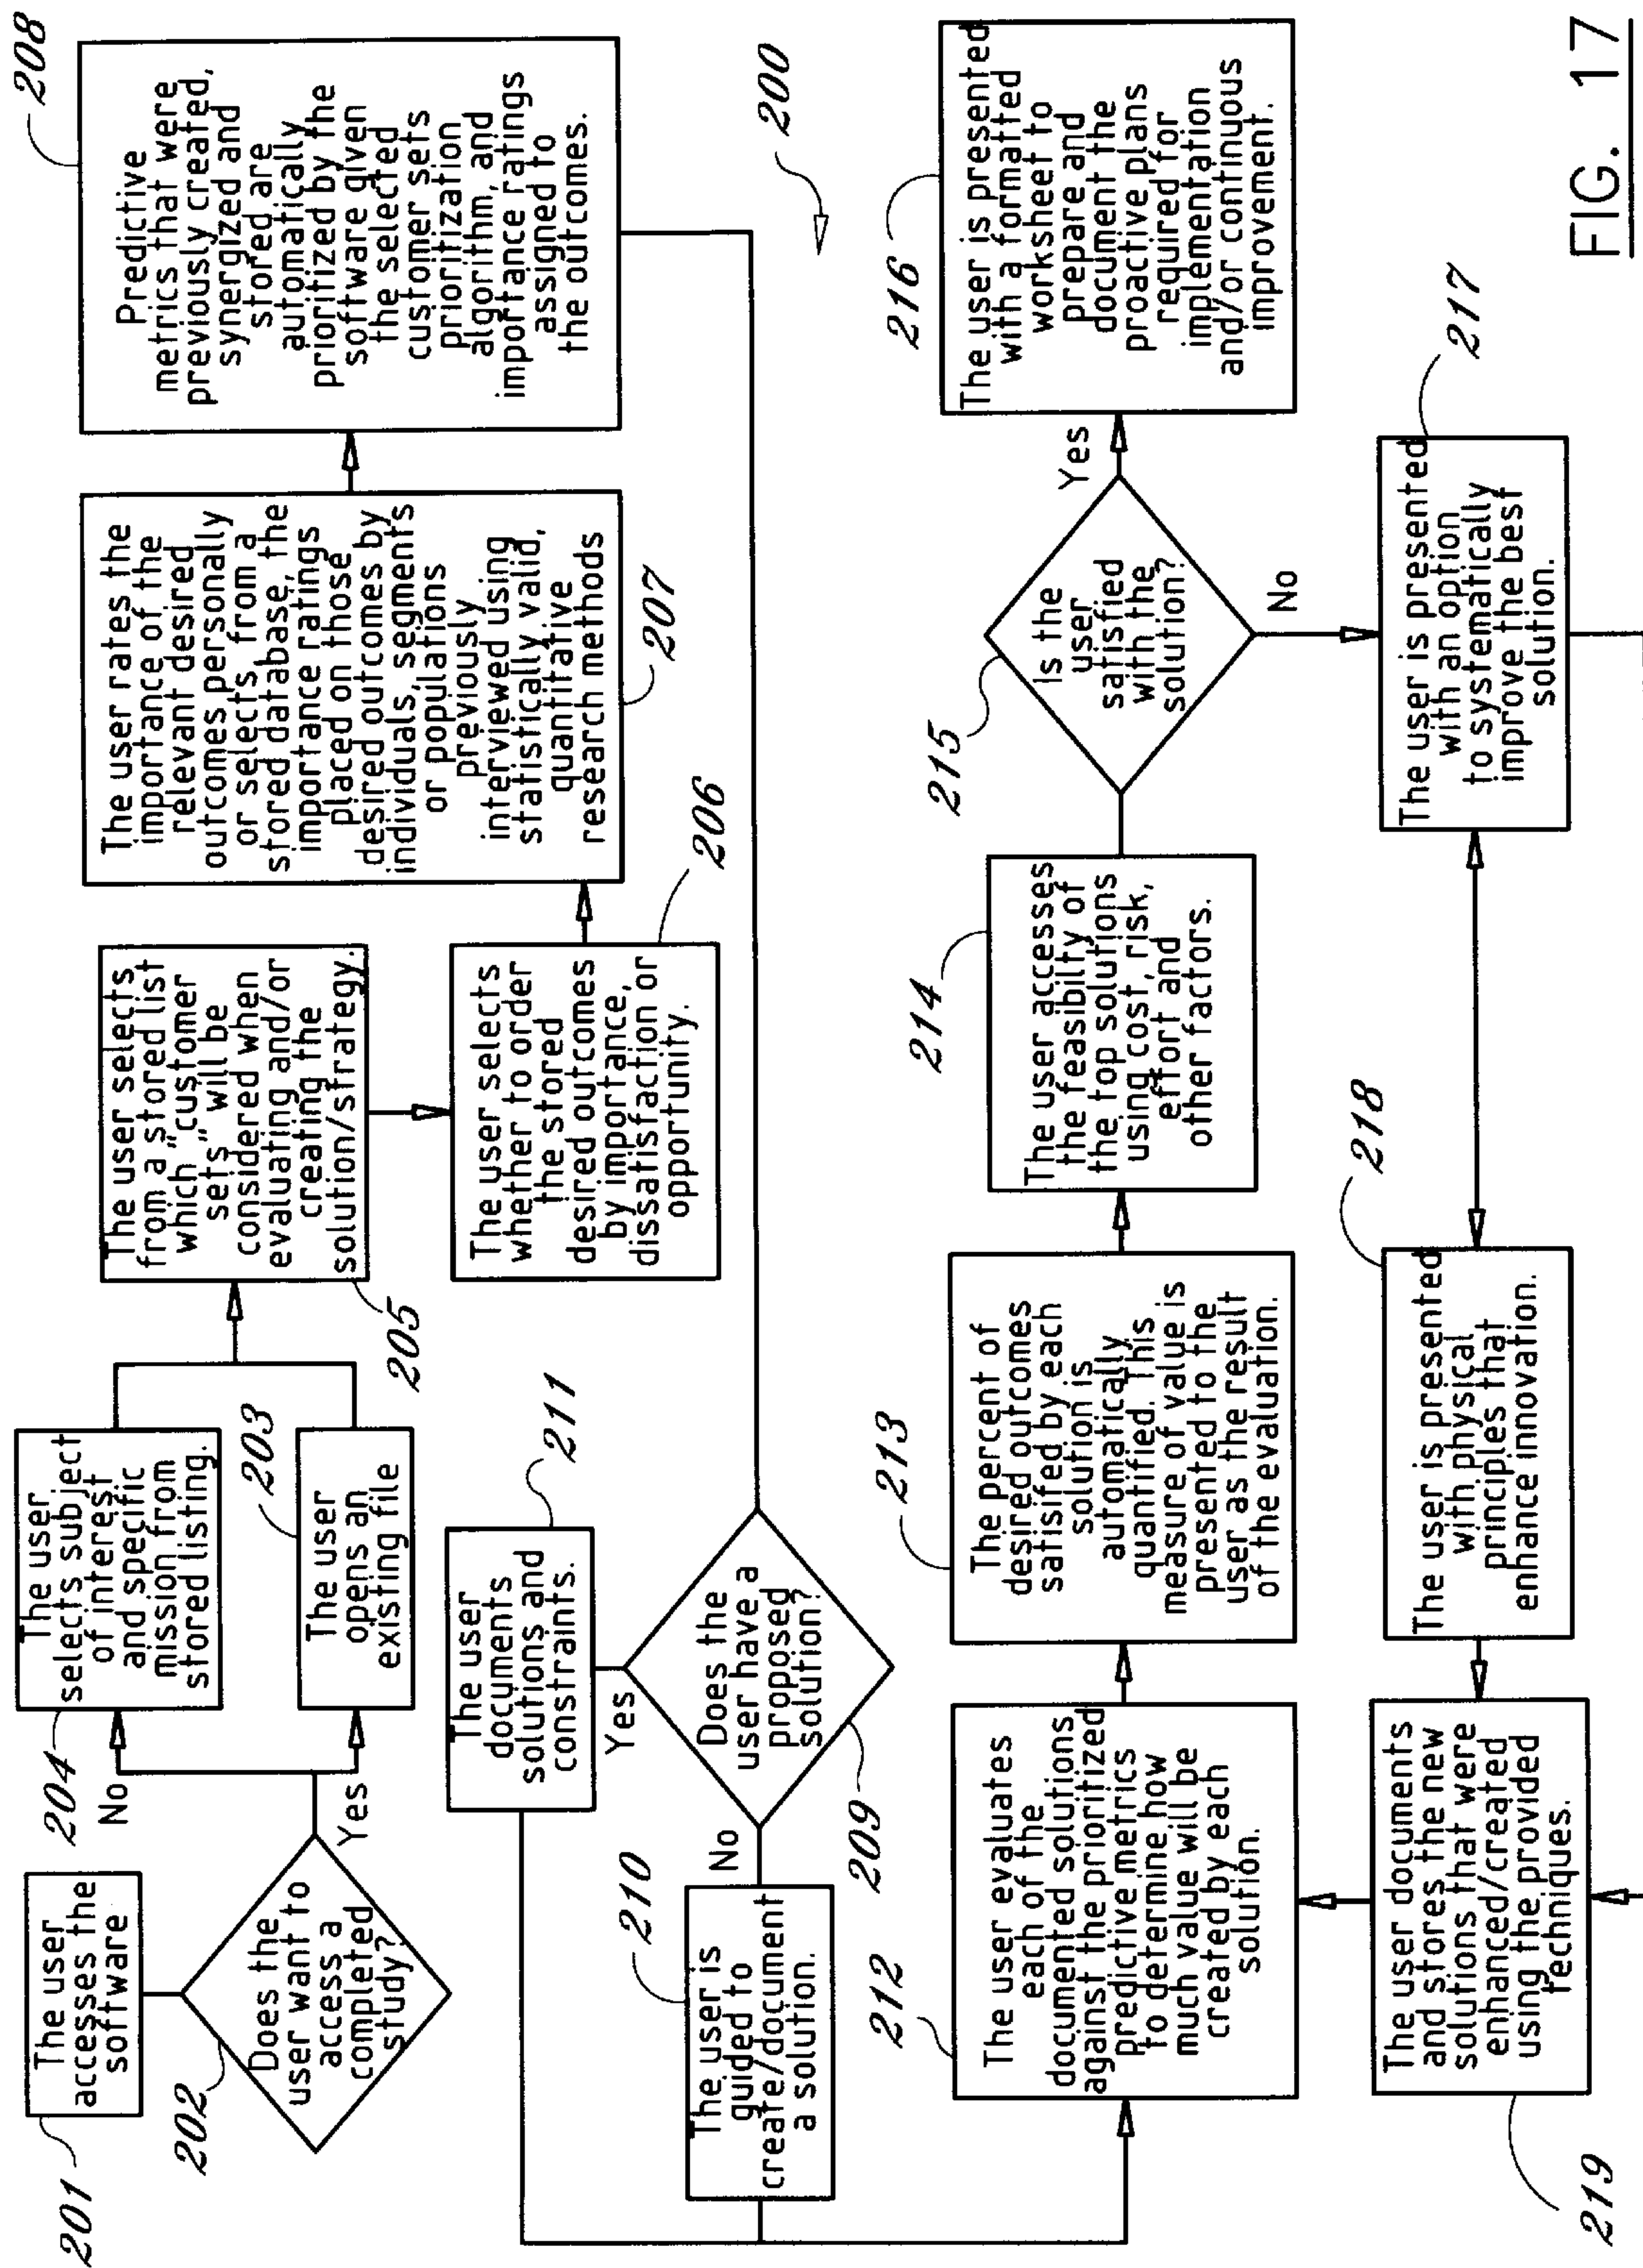 201
The user
accesses the
software
202
Does the
user want to
access a
completed
study?
No
Yes
204
The user
selects subject
of interest
and specific
mission from
stored listing.
203
The user
opens an
existing file
205
The user selects
from a "stored list
which "customer
sets" will be
considered when
evaluating and/or
creating the
solution/strategy.
206
The user selects
whether to order
the stored
desired outcomes
by importance,
dissatisfaction or
opportunity.
207
The user rates the
importance of the
relevant desired
outcomes personally
or selects, from a
stored database, the
importance ratings
placed on those
desired outcomes by
individuals, segments
or populations
previously
interviewed using
statistically valid,
quantitative
research methods
208
Predictive
metrics that were
previously created,
synergized and
stored are
automatically
prioritized by the
software given
the selected
customer sets
prioritization
algorithm, and
importance ratings
assigned to
the outcomes.
209
Does the
user have a
proposed
solution?
Yes
No
211
The user
documents
solutions and
constraints.
210
The user is
guided to
create/document
a solution.
200
212
The user evaluates
each of the
documented solutions
against the prioritized
predictive metrics
to determine how
much value will be
created by each
solution.
213
The percent of
desired outcomes
satisifed by each
solution is
automatically
quantified. This
measure of value is
presented to the
user as the result
of the evaluation.
214
The user accesses
the feasibilty of
the top solutions
using cost, risk,
effort and
other factors.
215
Is the
user
satisfied
with the
solution?
Yes
No
216
The user is presented
with a formatted
worksheet to
prepare and
document the
proactive plans
required for
implementation
and/or continuous
improvement.
217
The user is presented
with an option
to systematically
improve the best
solution.
218
The user is presented
with physical
principles that
enhance innovation.
219
The user documents
and stores the new
solutions that were
enhanced/created
using the provided
techniques.
FIG. 17